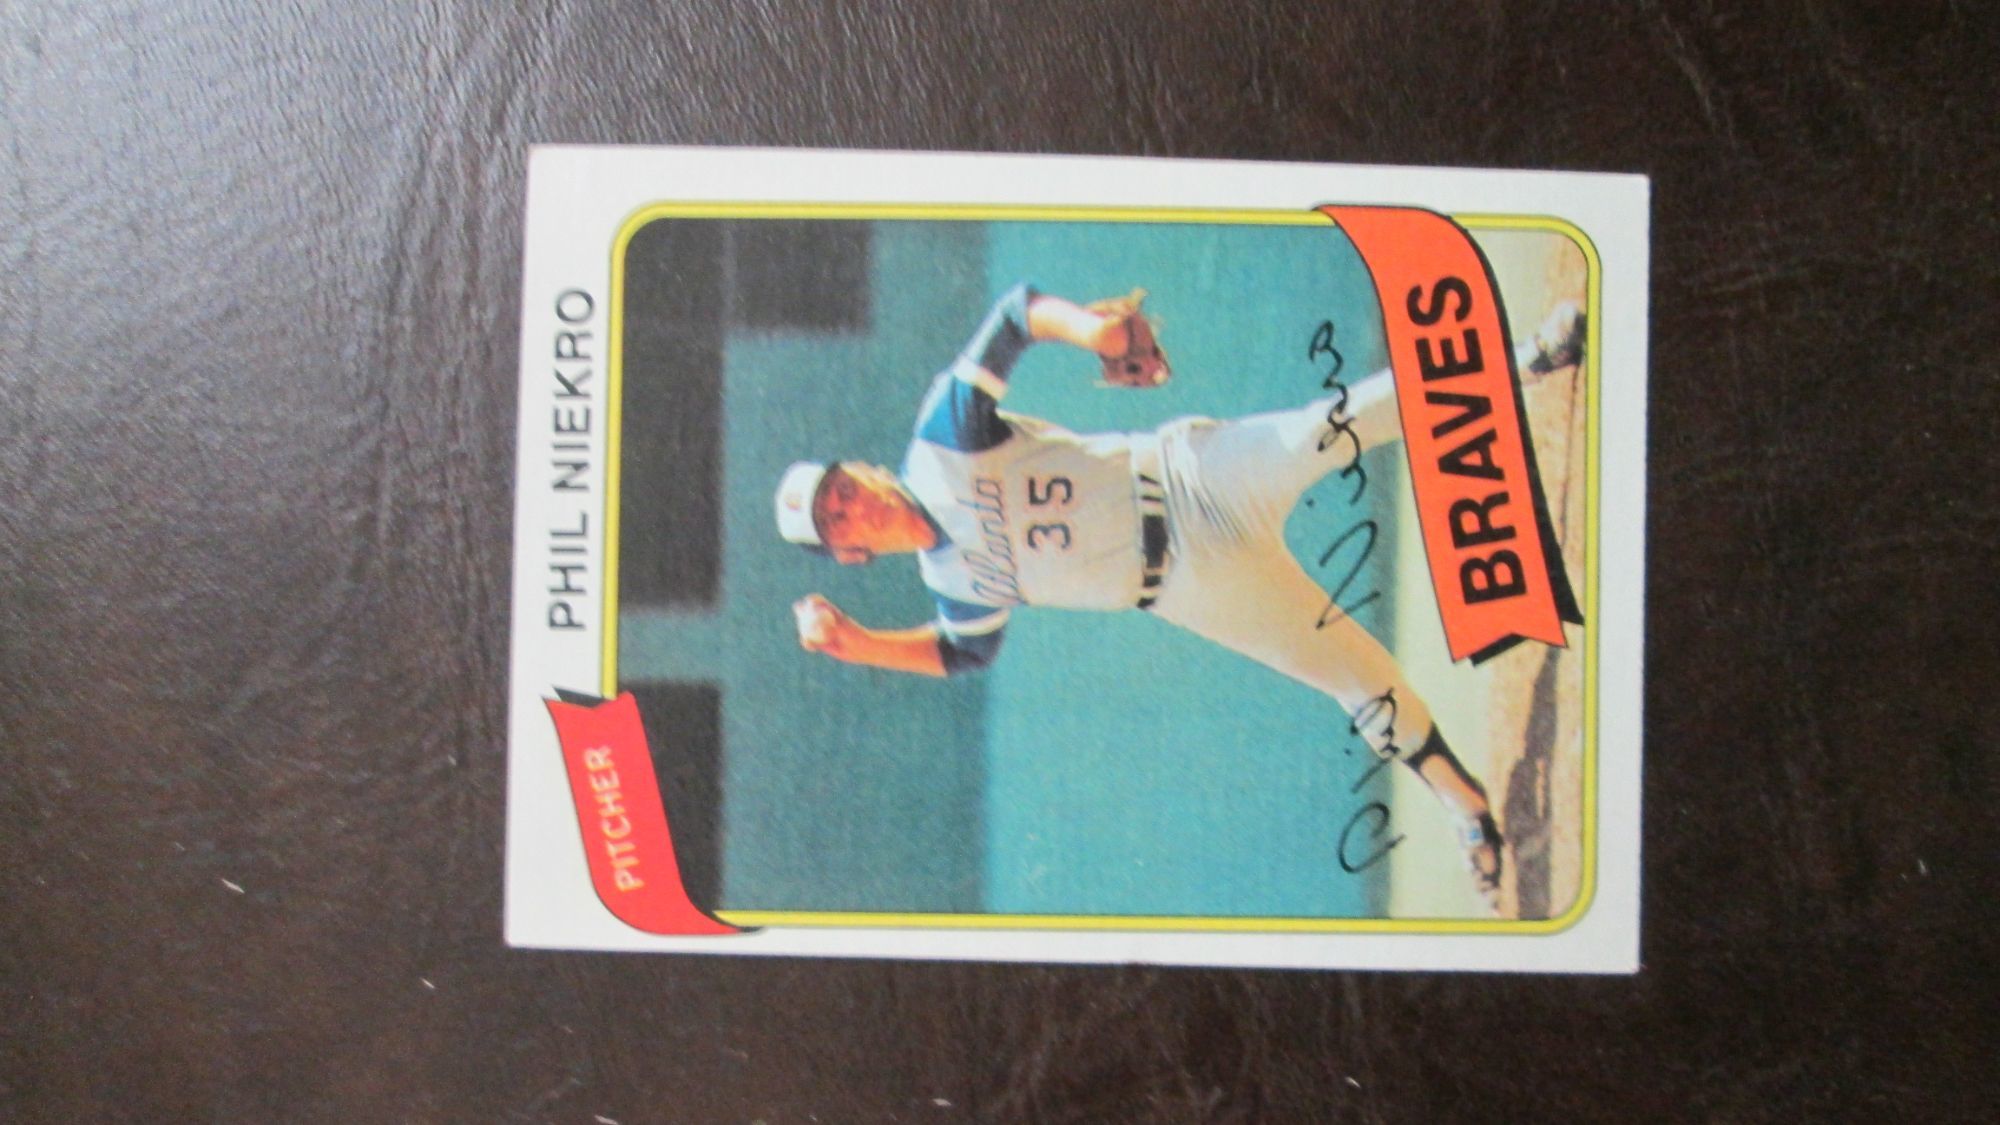 PITCHER
PHIL NIEKRO
Atlanta
35
Phil Niekro
BRAVES